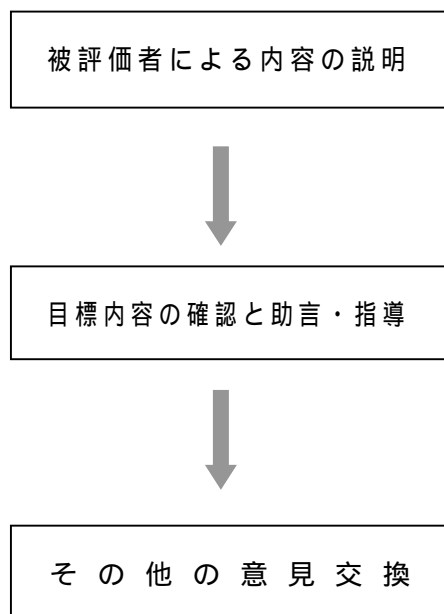 被評価者による内容の説明
目標内容の確認と助言・指導
その他の意見交換